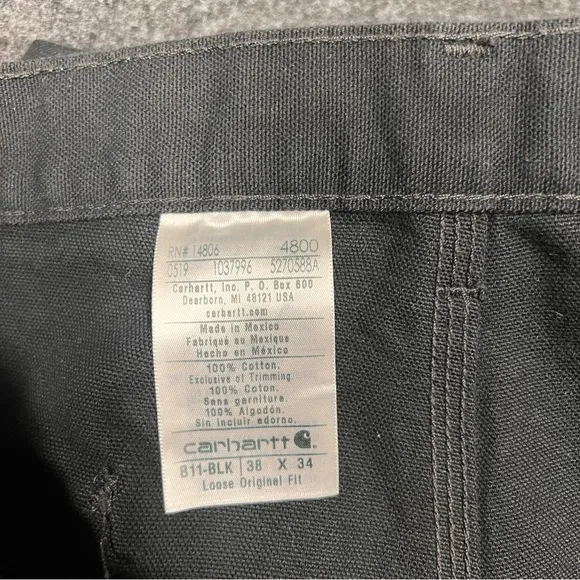 RN# 14806 4800
0519 1037996 5270588A
Carhartt, Inc. P. O. Box 600
Dearborn, MI 48121 USA
carhartt.com
Made in Mexico
Fabriqué au Mexique
Hecho en México
100% Cotton.
Exclusive of Trimming
100% Coton.
Sans garniture.
100% Algodón.
Sin incluir adorno.
carhartt
B11-BLK 38 X 34
Loose Original Fit